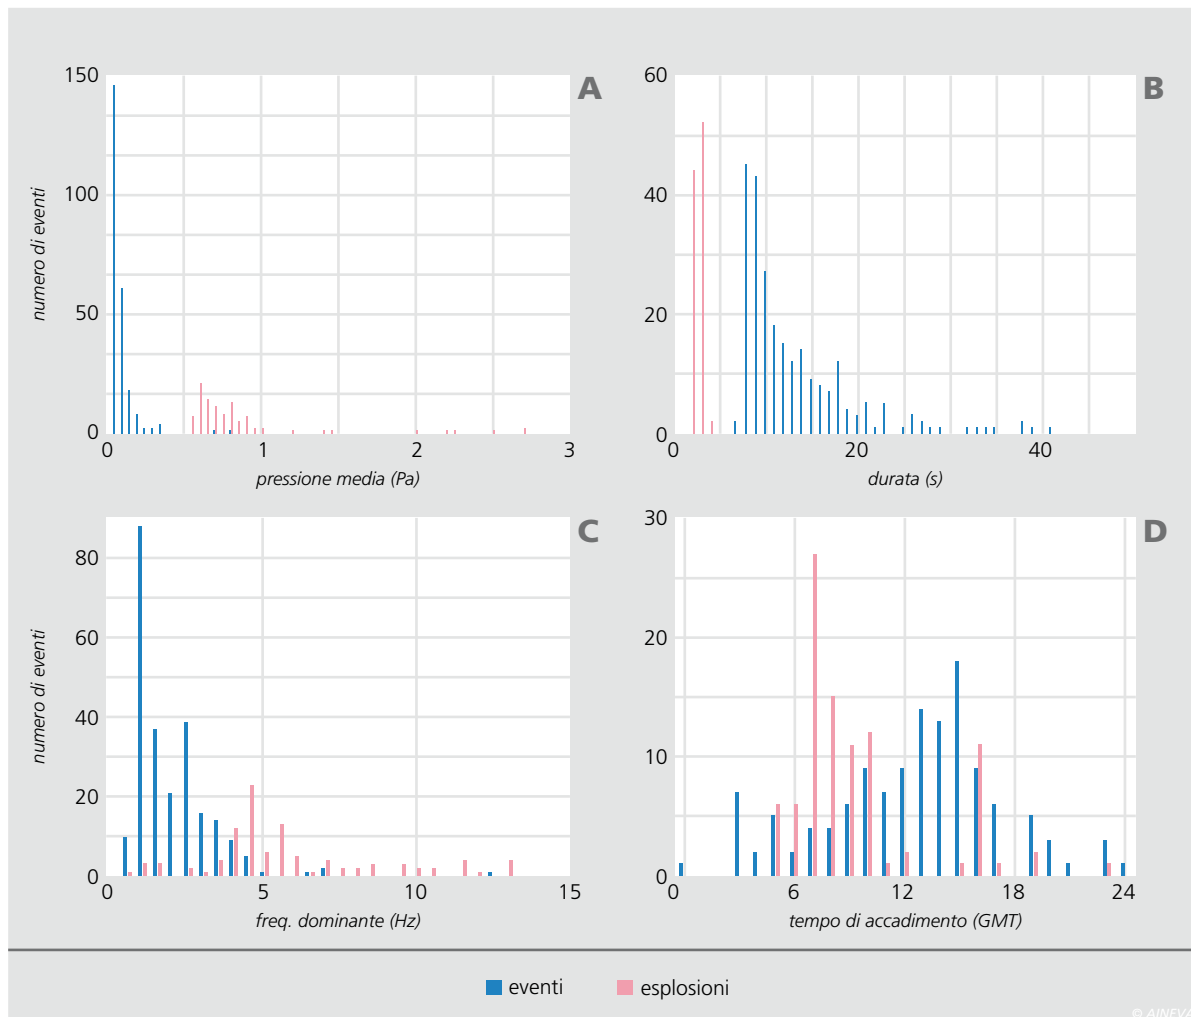 A
150
100
50
0
0 1 2 3
numero di eventi
pressione media (Pa)
B
60
40
20
0
0 20 40
durata (s)
C
80
60
40
20
0
0 5 10 15
numero di eventi
freq. dominante (Hz)
D
30
20
10
0
0 6 12 18 24
tempo di accadimento (GMT)
eventi esplosioni